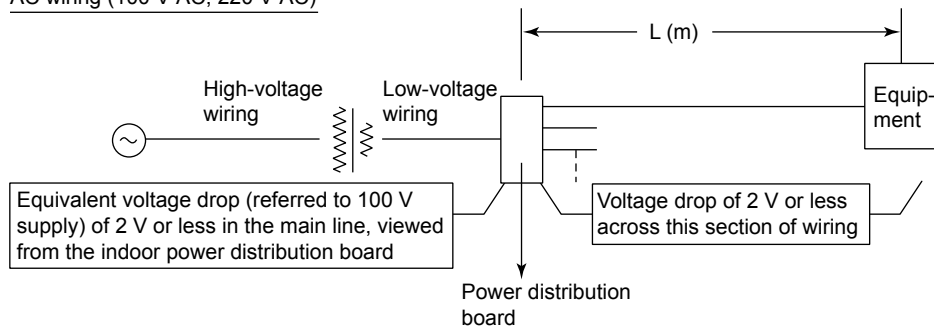 AC wiring (100 V AC, 220 V AC)
L (m)
High-voltage
wiring
Low-voltage
wiring
Equip-
ment
Equivalent voltage drop (referred to 100 V
supply) of 2 V or less in the main line, viewed
from the indoor power distribution board
Voltage drop of 2 V or less
across this section of wiring
Power distribution
board